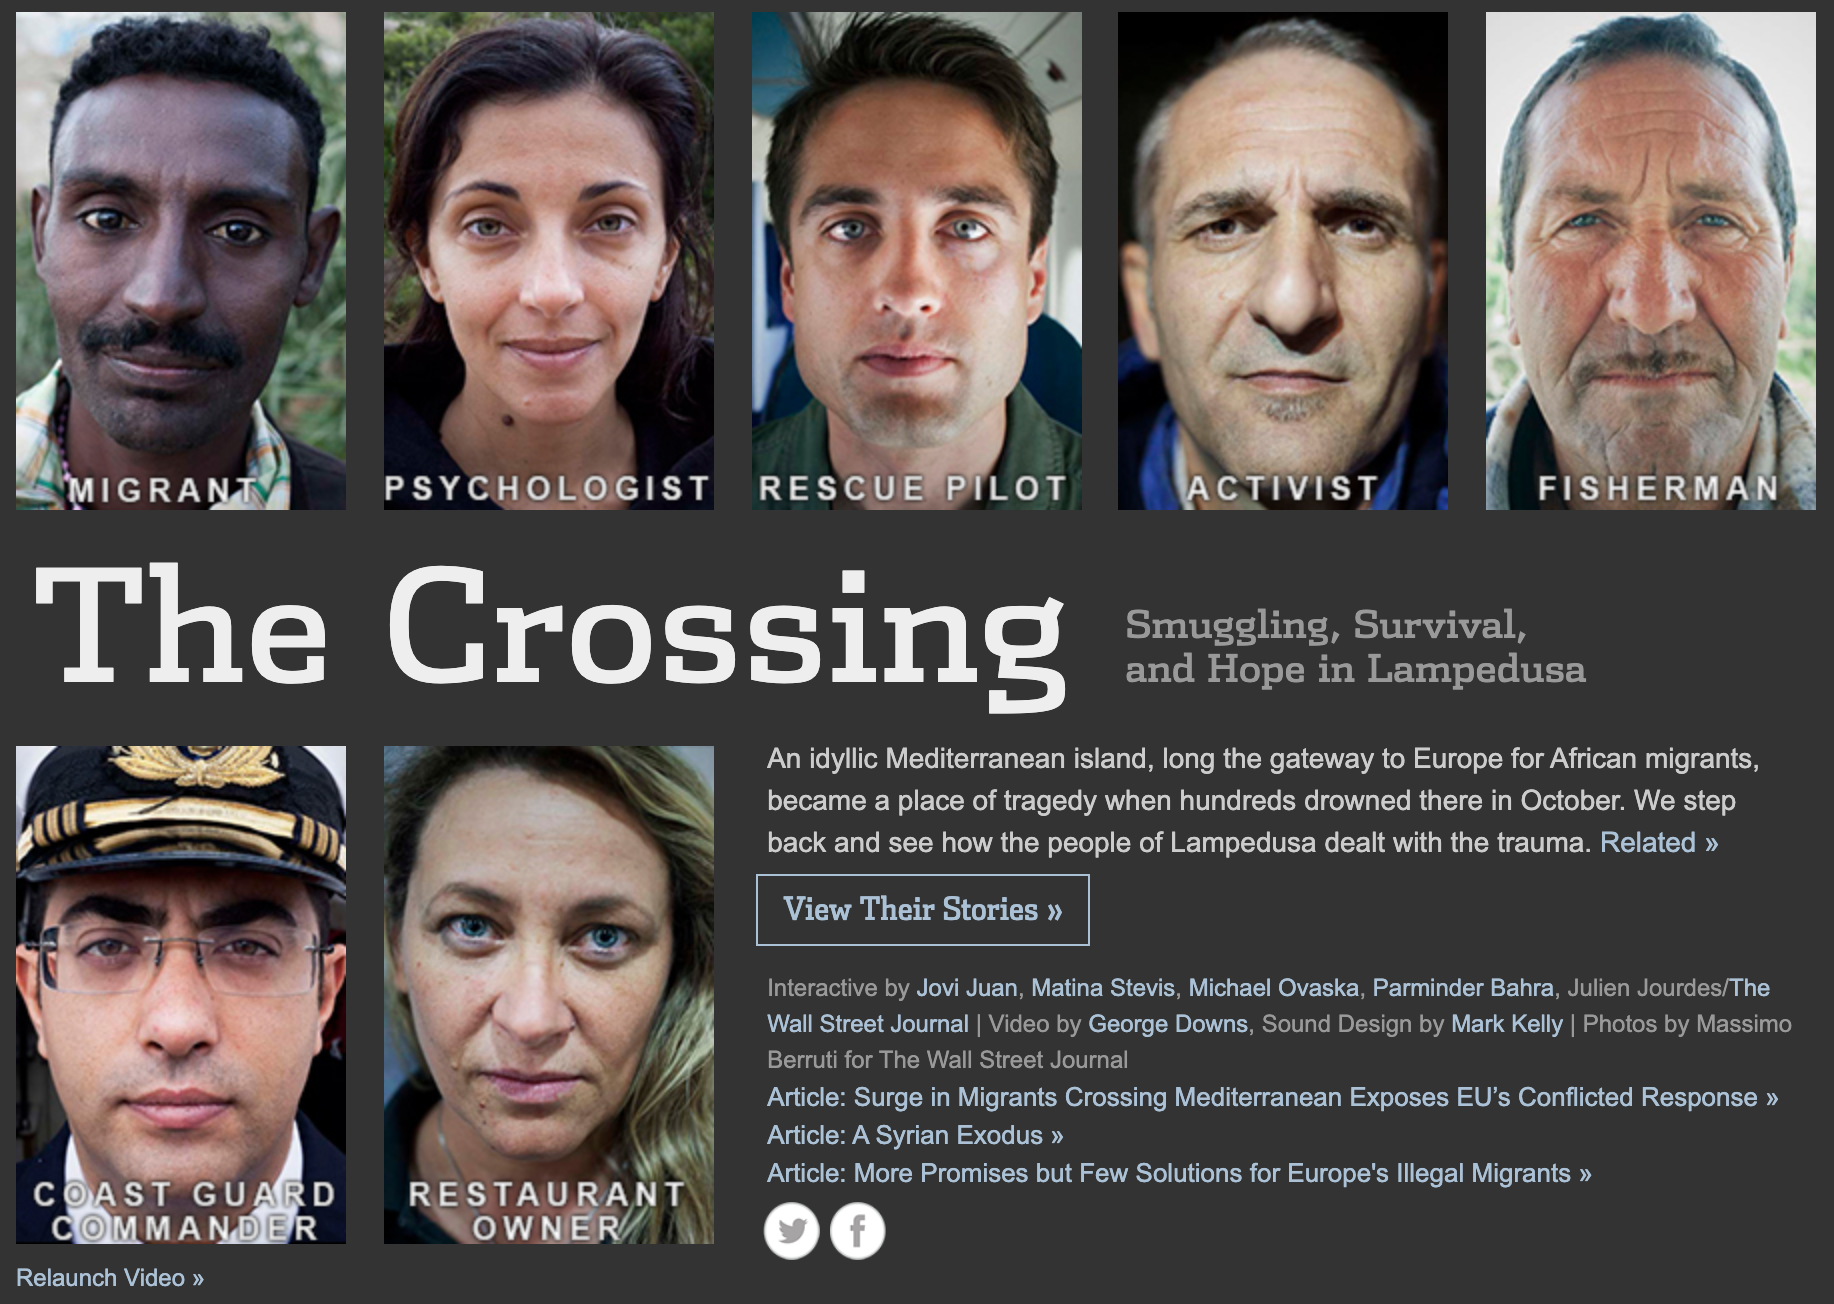 MIGRANT
PSYCHOLOGIST
RESCUE PILOT
ACTIVIST
FISHERMAN
The Crossing
Smuggling, Survival,
and Hope in Lampedusa
COAST GUARD
COMMANDER
RESTAURANT
OWNER
An idyllic Mediterranean island, long the gateway to Europe for African migrants,
became a place of tragedy when hundreds drowned there in October. We step
back and see how the people of Lampedusa dealt with the trauma. Related »
View Their Stories »
Interactive by Jovi Juan, Matina Stevis, Michael Ovaska, Parminder Bahra, Julien Jourdes/The
Wall Street Journal | Video by George Downs, Sound Design by Mark Kelly | Photos by Massimo
Berruti for The Wall Street Journal
Article: Surge in Migrants Crossing Mediterranean Exposes EU’s Conflicted Response »
Article: A Syrian Exodus »
Article: More Promises but Few Solutions for Europe's Illegal Migrants »
Relaunch Video »